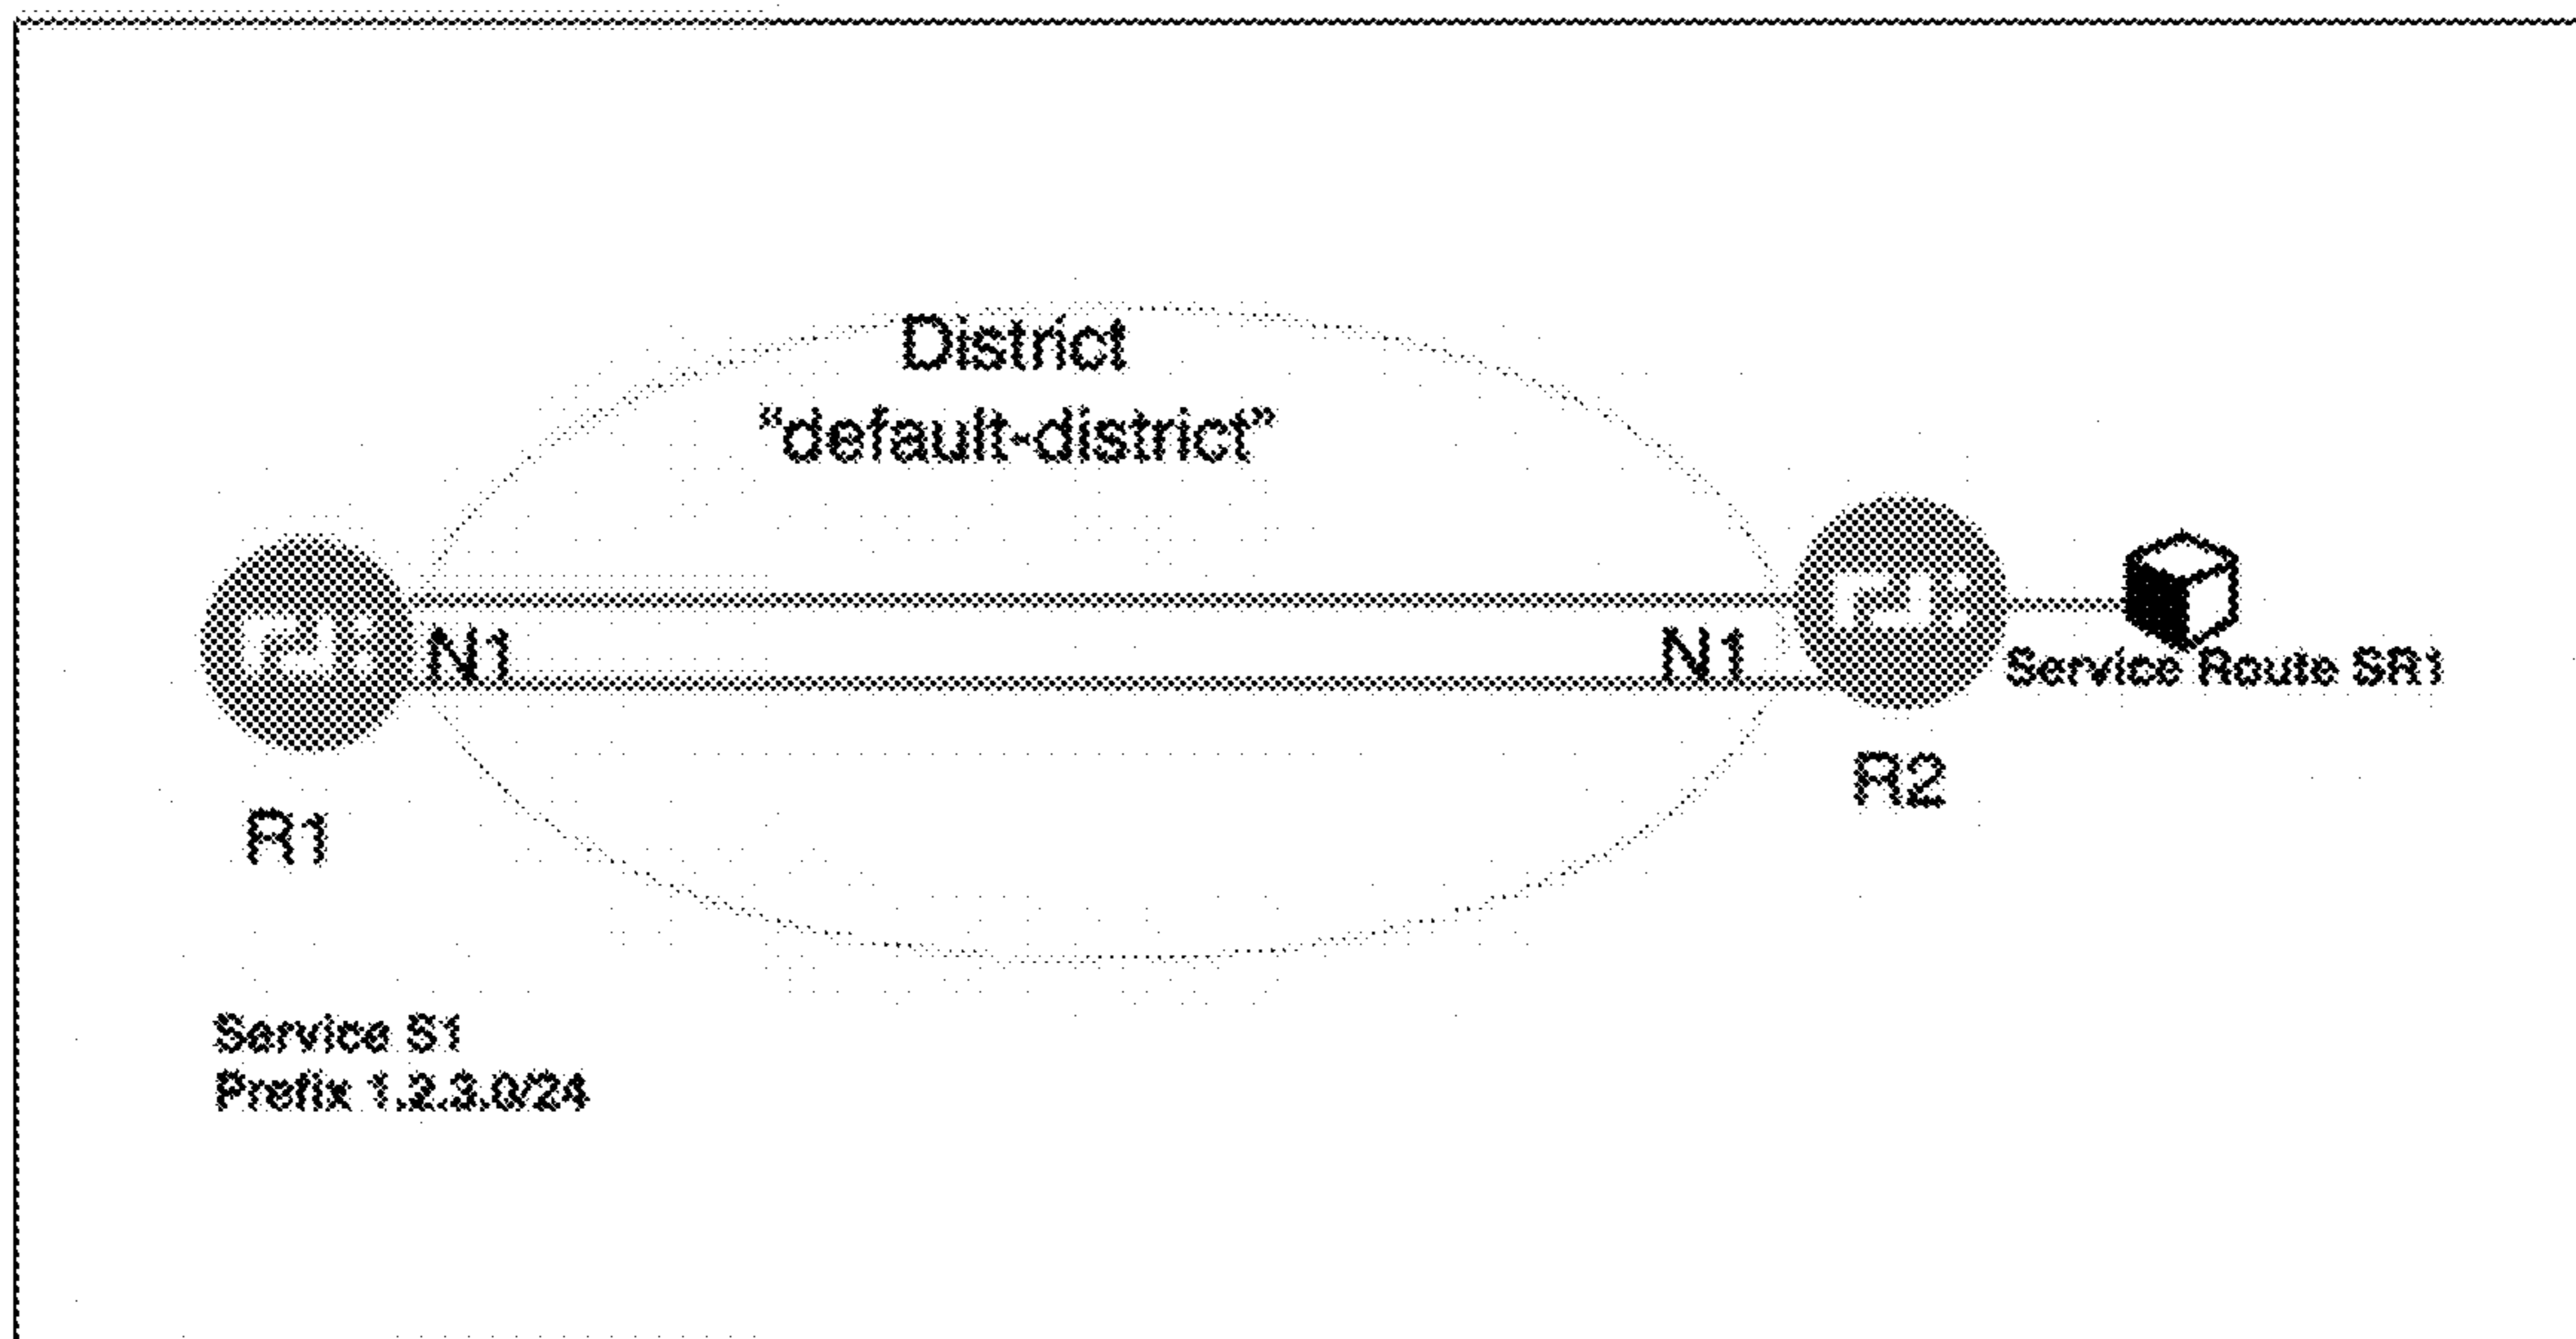 District
“default-district”
N1
N1
Service Route SR1
R2
R1
Service S1
Prefix 1.2.3.0/24